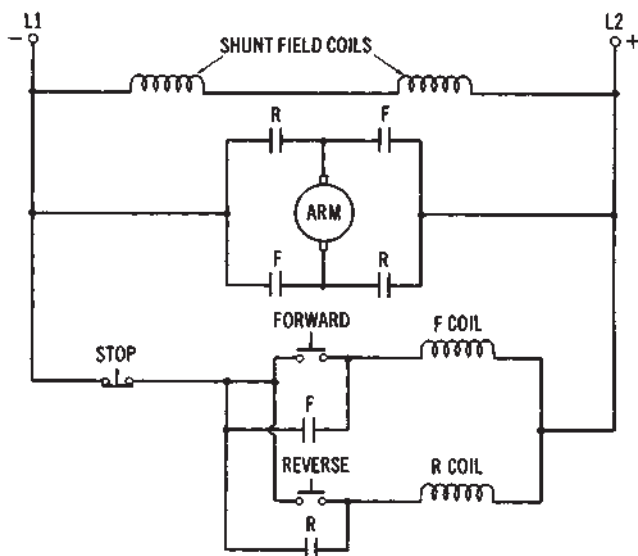 L1
L2
–
+
SHUNT FIELD COILS
R
F
ARM
F
R
FORWARD
F COIL
STOP
F
REVERSE
R COIL
R